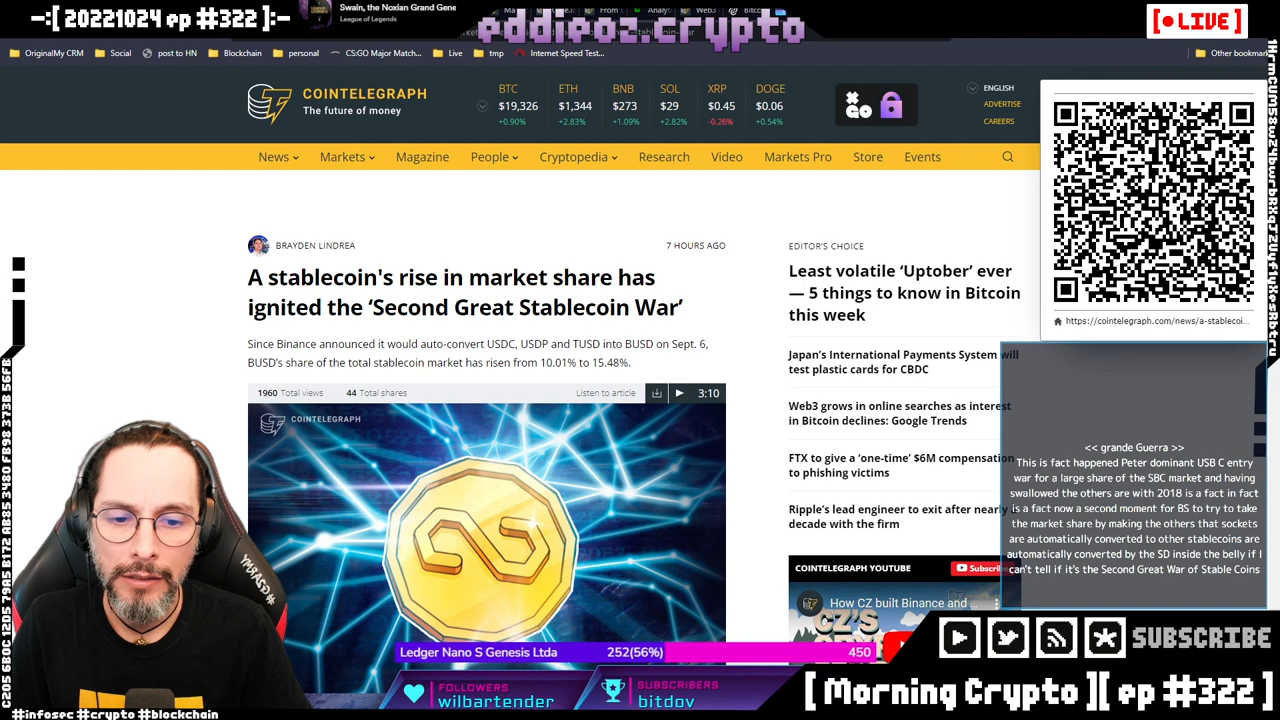 -:[ 20221024 ep #322 ]:-
Swain, the Noxian Grand Gene
League of Legends
eddieoz.crypto
[ • LIVE ]
OriginalMy CRM
Social
post to HN
Blockchain
personal
CS:GO Major Match...
Live
tmp
Internet Speed Test...
Other bookmar
COINTELEGRAPH
The future of money
BTC ETH BNB SOL XRP DOGE
$19,326 $1,344 $273 $29 $0.45 $0.06
+0.90% +2.83% +1.09% +2.82% -0.26% +0.54%
ENGLISH
ADVERTISE
CAREERS
News Markets Magazine People Cryptopedia Research Video Markets Pro Store Events
BRAYDEN LINDREA
7 HOURS AGO
A stablecoin's rise in market share has
ignited the ‘Second Great Stablecoin War’
Since Binance announced it would auto-convert USDC, USDP and TUSD into BUSD on Sept. 6,
BUSD’s share of the total stablecoin market has risen from 10.01% to 15.48%.
1960 Total views 44 Total shares Listen to article 3:10
COINTELEGRAPH
EDITOR’S CHOICE
Least volatile ‘Uptober’ ever
— 5 things to know in Bitcoin
this week
Japan’s International Payments System will
test plastic cards for CBDC
Web3 grows in online searches as interest
in Bitcoin declines: Google Trends
FTX to give a ‘one-time’ $6M compensation
to phishing victims
Ripple’s lead engineer to exit after nearly a
decade with the firm
COINTELEGRAPH YOUTUBE
Subscrib
How CZ built Binance and ...
CZ'S
https://cointelegraph.com/news/a-stablecoi...
<< grande Guerra >>
This is fact happened Peter dominant USB C entry
war for a large share of the SBC market and having
swallowed the others are with 2018 is a fact in fact
is a fact now a second moment for BS to try to take
the market share by making the others that sockets
are automatically converted to other stablecoins are
automatically converted by the SD inside the belly if I
can't tell if it's the Second Great War of Stable Coins
Ledger Nano S Genesis Ltda 252(56%) 450
FOLLOWERS
wilbartender
SUBSCRIBERS
bitdov
SUBSCRIBE
[ Morning Crypto ][ ep #322 ]
#infosec #crypto #blockchain